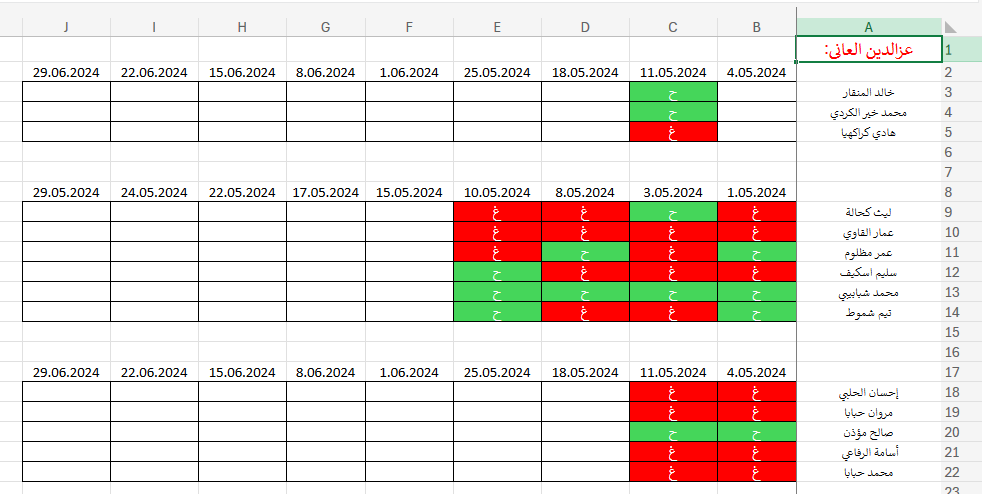 A B C D E F G H I J
1 عزالدين العاني:
2 4.05.2024 11.05.2024 18.05.2024 25.05.2024 1.06.2024 8.06.2024 15.06.2024 22.06.2024 29.06.2024
3 خالد المنقار ح
4 محمد خير الكردي ح
5 هادي كراكهيا غ
6
7
8 1.05.2024 3.05.2024 8.05.2024 10.05.2024 15.05.2024 17.05.2024 22.05.2024 24.05.2024 29.05.2024
9 ليث كحالة غ ح غ غ
10 عمار القاوي غ غ غ غ
11 عمر مظلوم ح غ ح غ
12 سليم اسكيف غ غ غ ح
13 محمد شبابيبي ح ح ح ح
14 تيم شموط ح غ غ ح
15
16
17 4.05.2024 11.05.2024 18.05.2024 25.05.2024 1.06.2024 8.06.2024 15.06.2024 22.06.2024 29.06.2024
18 إحسان الحلبي غ غ
19 مروان حبابا غ غ
20 صالح مؤذن ح ح
21 أسامة الرفاعي غ غ
22 محمد حبابا غ غ
23